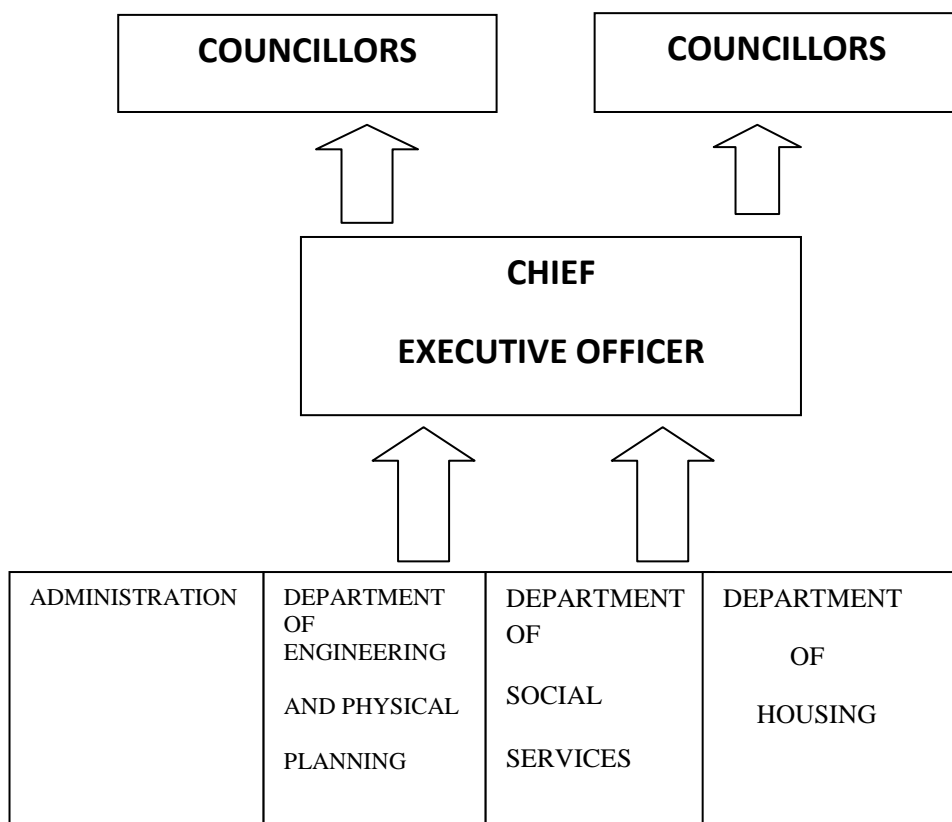 COUNCILLORS
COUNCILLORS
CHIEF
EXECUTIVE OFFICER
ADMINISTRATION
DEPARTMENT
OF
ENGINEERING
AND PHYSICAL
PLANNING
DEPARTMENT
OF
SOCIAL
SERVICES
DEPARTMENT
OF
HOUSING